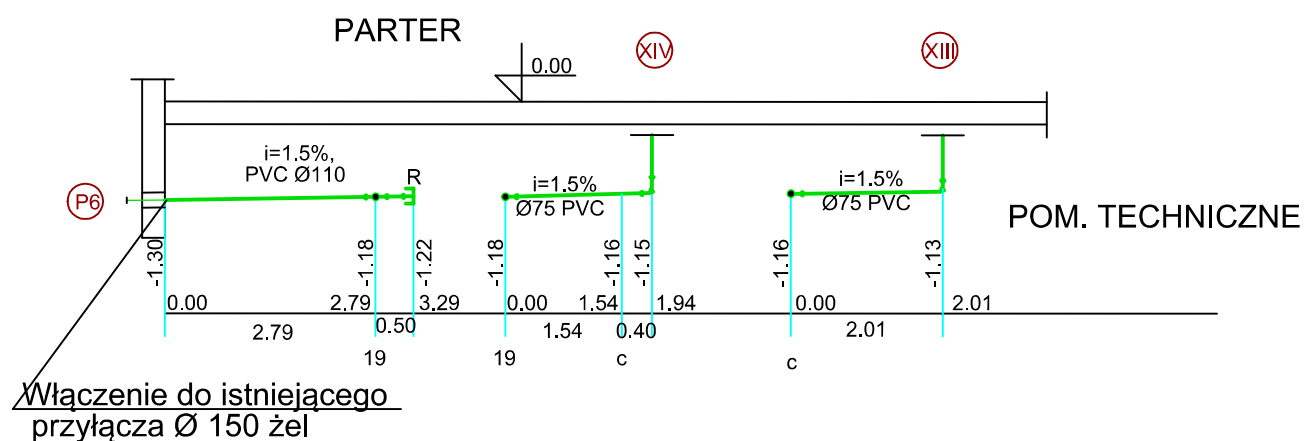 PARTER
XIV
XIII
0.00
i=1.5%,
PVC Ø110
R
i=1.5%
Ø75 PVC
i=1.5%
Ø75 PVC
P6
POM. TECHNICZNE
-1.30
-1.18
-1.22
-1.18
-1.16
-1.15
-1.16
-1.13
0.00
2.79
3.29
0.00
1.54
1.94
0.00
2.01
2.79
0.50
1.54
0.40
2.01
19
19
c
c
Włączenie do istniejącego
przyłącza Ø 150 żel